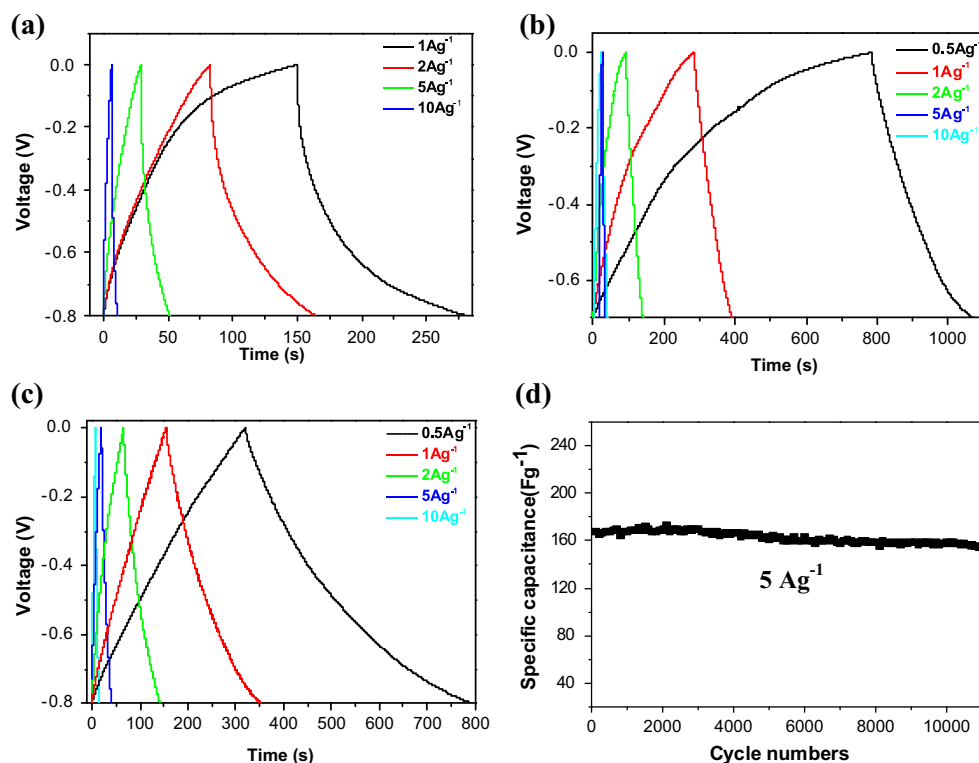 (a)
1Ag⁻¹
2Ag⁻¹
5Ag⁻¹
10Ag⁻¹
0.0
-0.2
-0.4
-0.6
-0.8
Voltage (V)
0 50 100 150 200 250
Time (s)
(b)
0.5Ag⁻¹
1Ag⁻¹
2Ag⁻¹
5Ag⁻¹
10Ag⁻¹
0.0
-0.2
-0.4
-0.6
Voltage (V)
0 200 400 600 800 1000
Time (s)
(c)
0.5Ag⁻¹
1Ag⁻¹
2Ag⁻¹
5Ag⁻¹
10Ag⁻¹
0.0
-0.2
-0.4
-0.6
-0.8
Voltage (V)
0 100 200 300 400 500 600 700 800
Time (s)
(d)
240
200
160
120
80
40
Specific capacitance(Fg⁻¹)
5 Ag⁻¹
0 2000 4000 6000 8000 10000
Cycle numbers